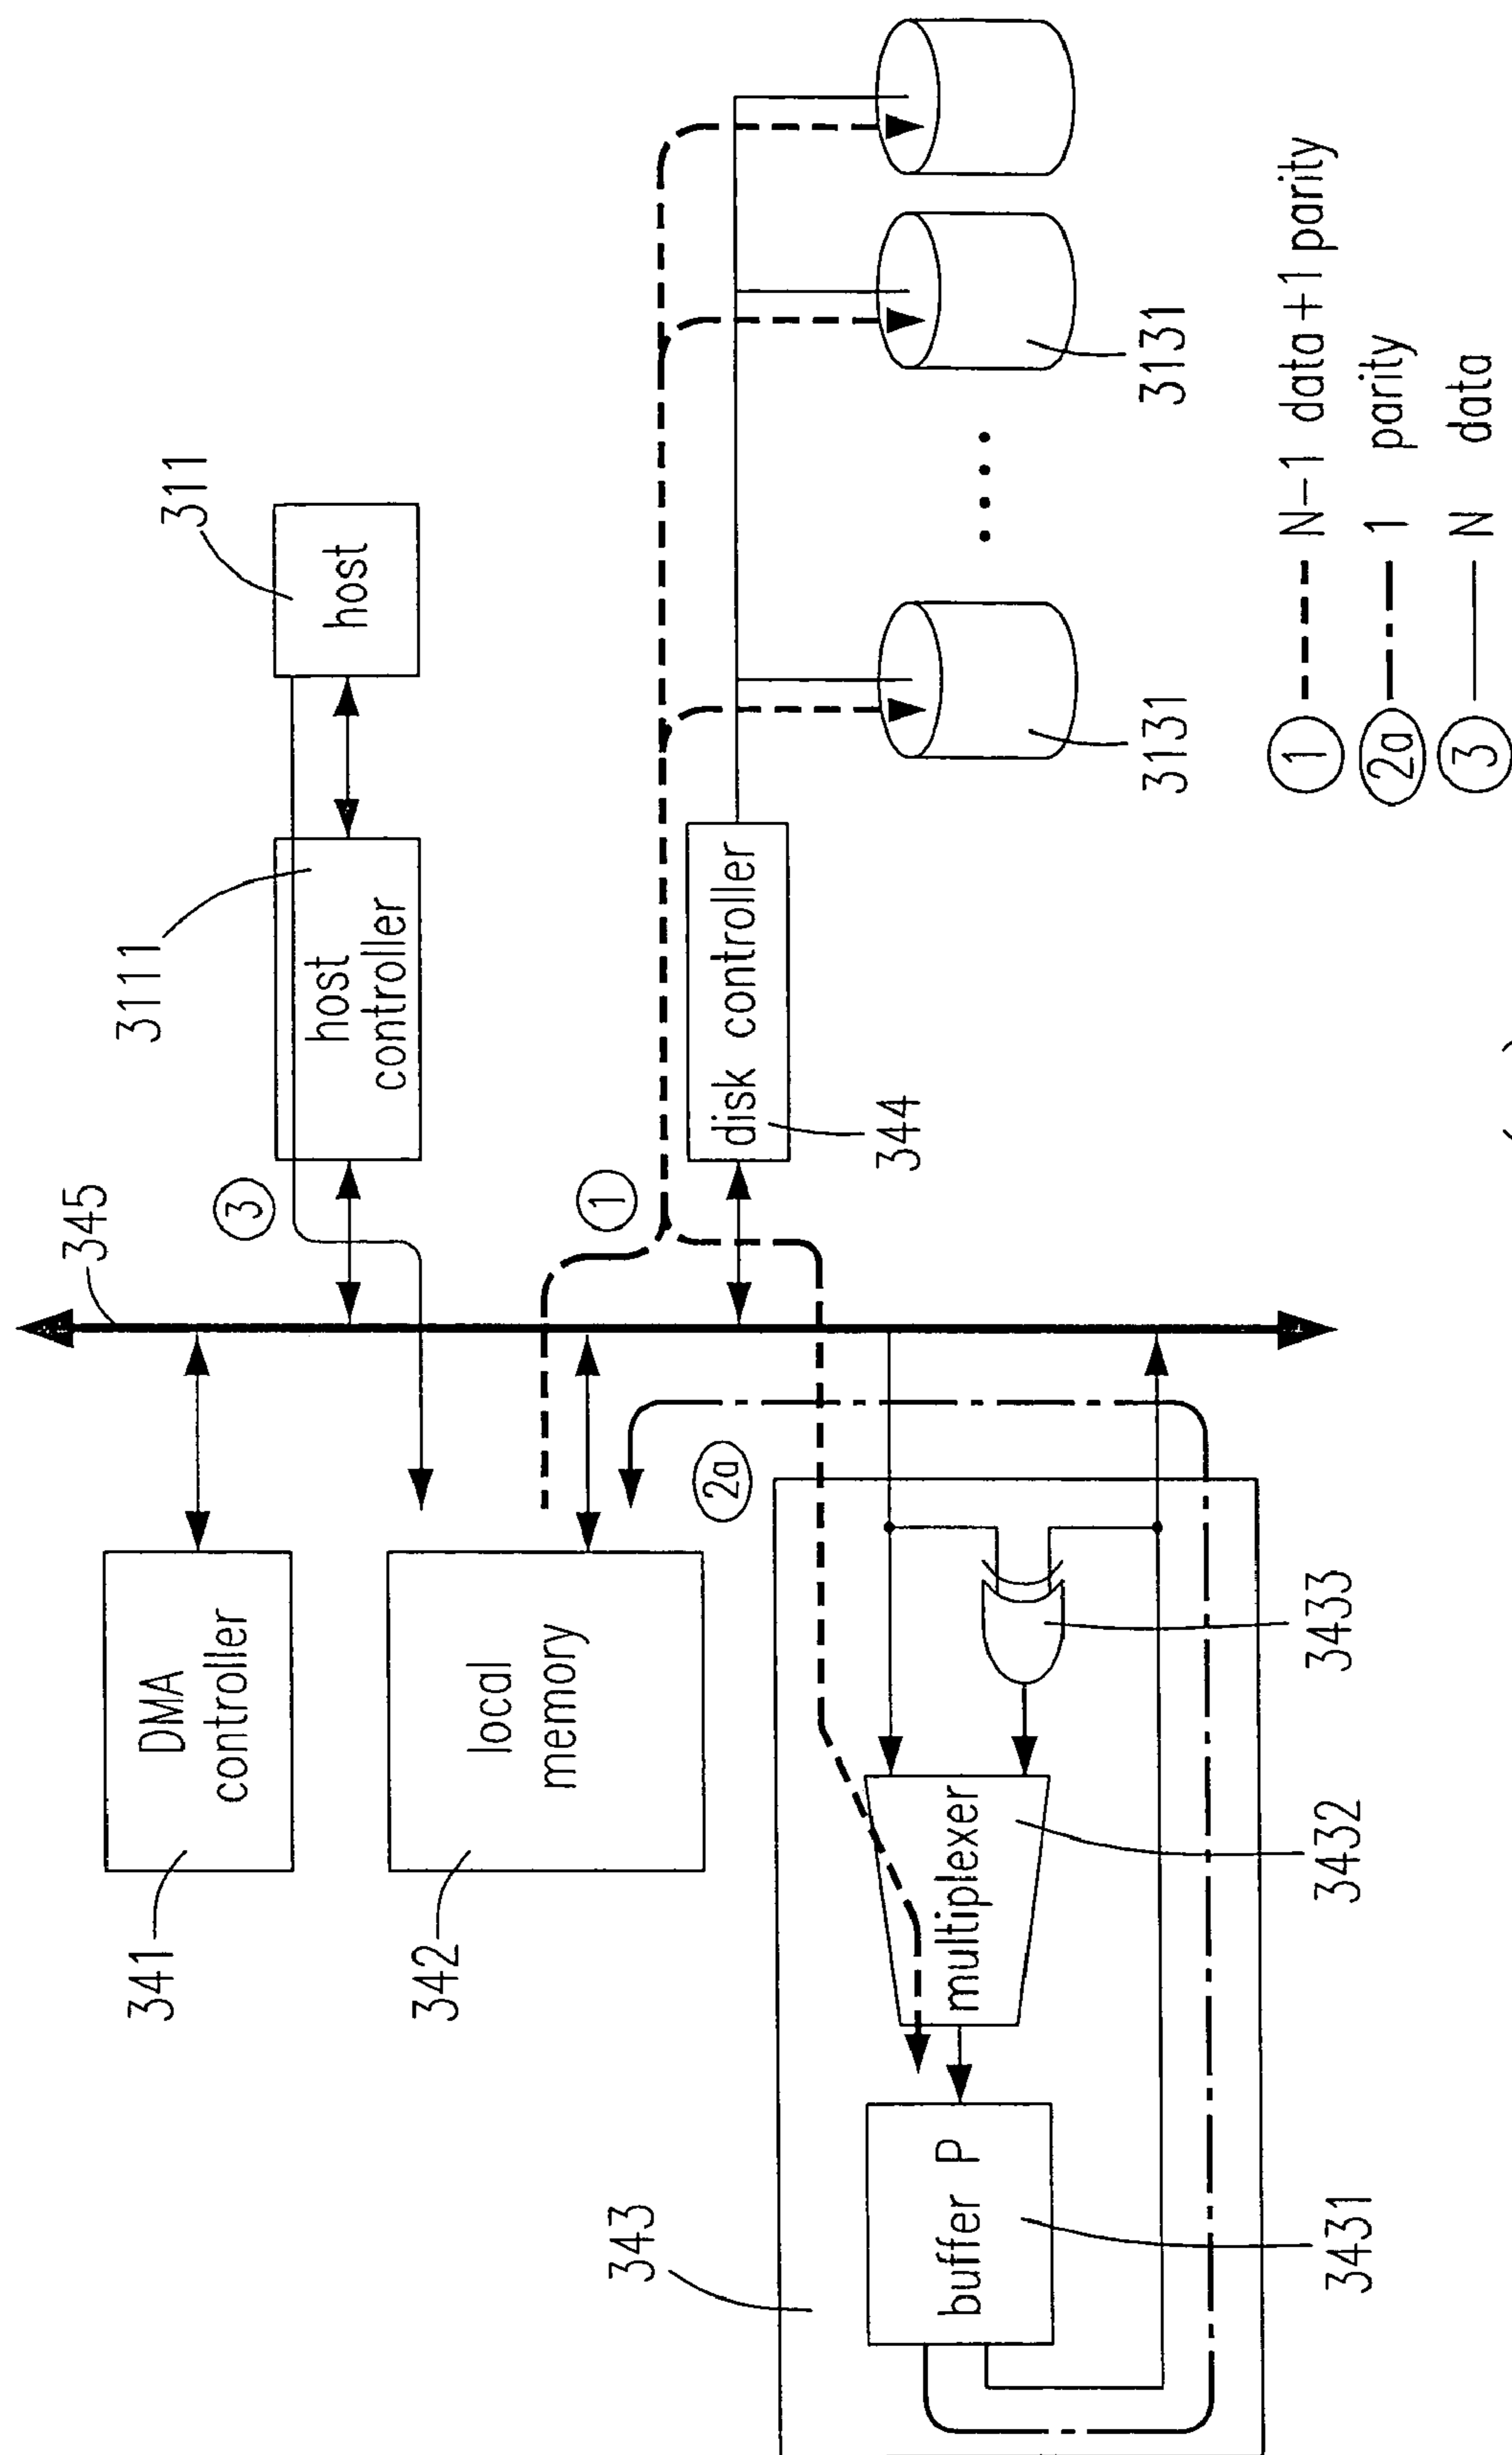 341
DMA
controller
345
3111
host
controller
311
host
3
342
local
memory
1
2a
344
disk controller
343
buffer P
multiplexer
3431
3432
3433
3131
....
3131
1 N-1 data+1 parity
2a 1 parity
3 N data